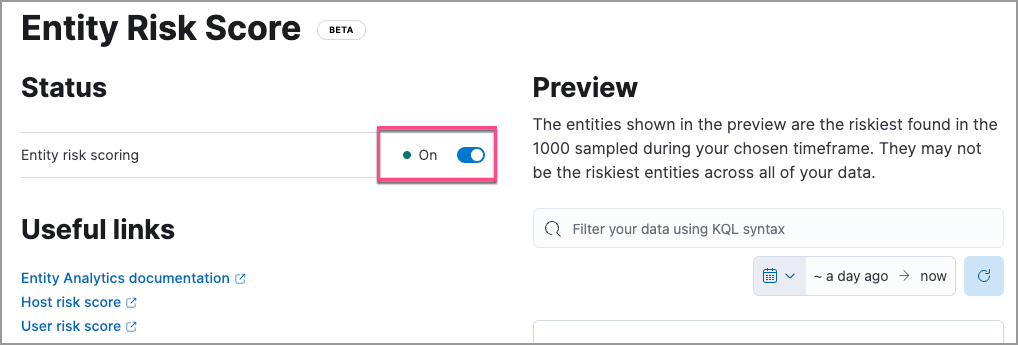 Entity Risk Score BETA
Status
Entity risk scoring On
Useful links
Entity Analytics documentation
Host risk score
User risk score
Preview
The entities shown in the preview are the riskiest found in the
1000 sampled during your chosen timeframe. They may not
be the riskiest entities across all of your data.
Filter your data using KQL syntax
~ a day ago → now